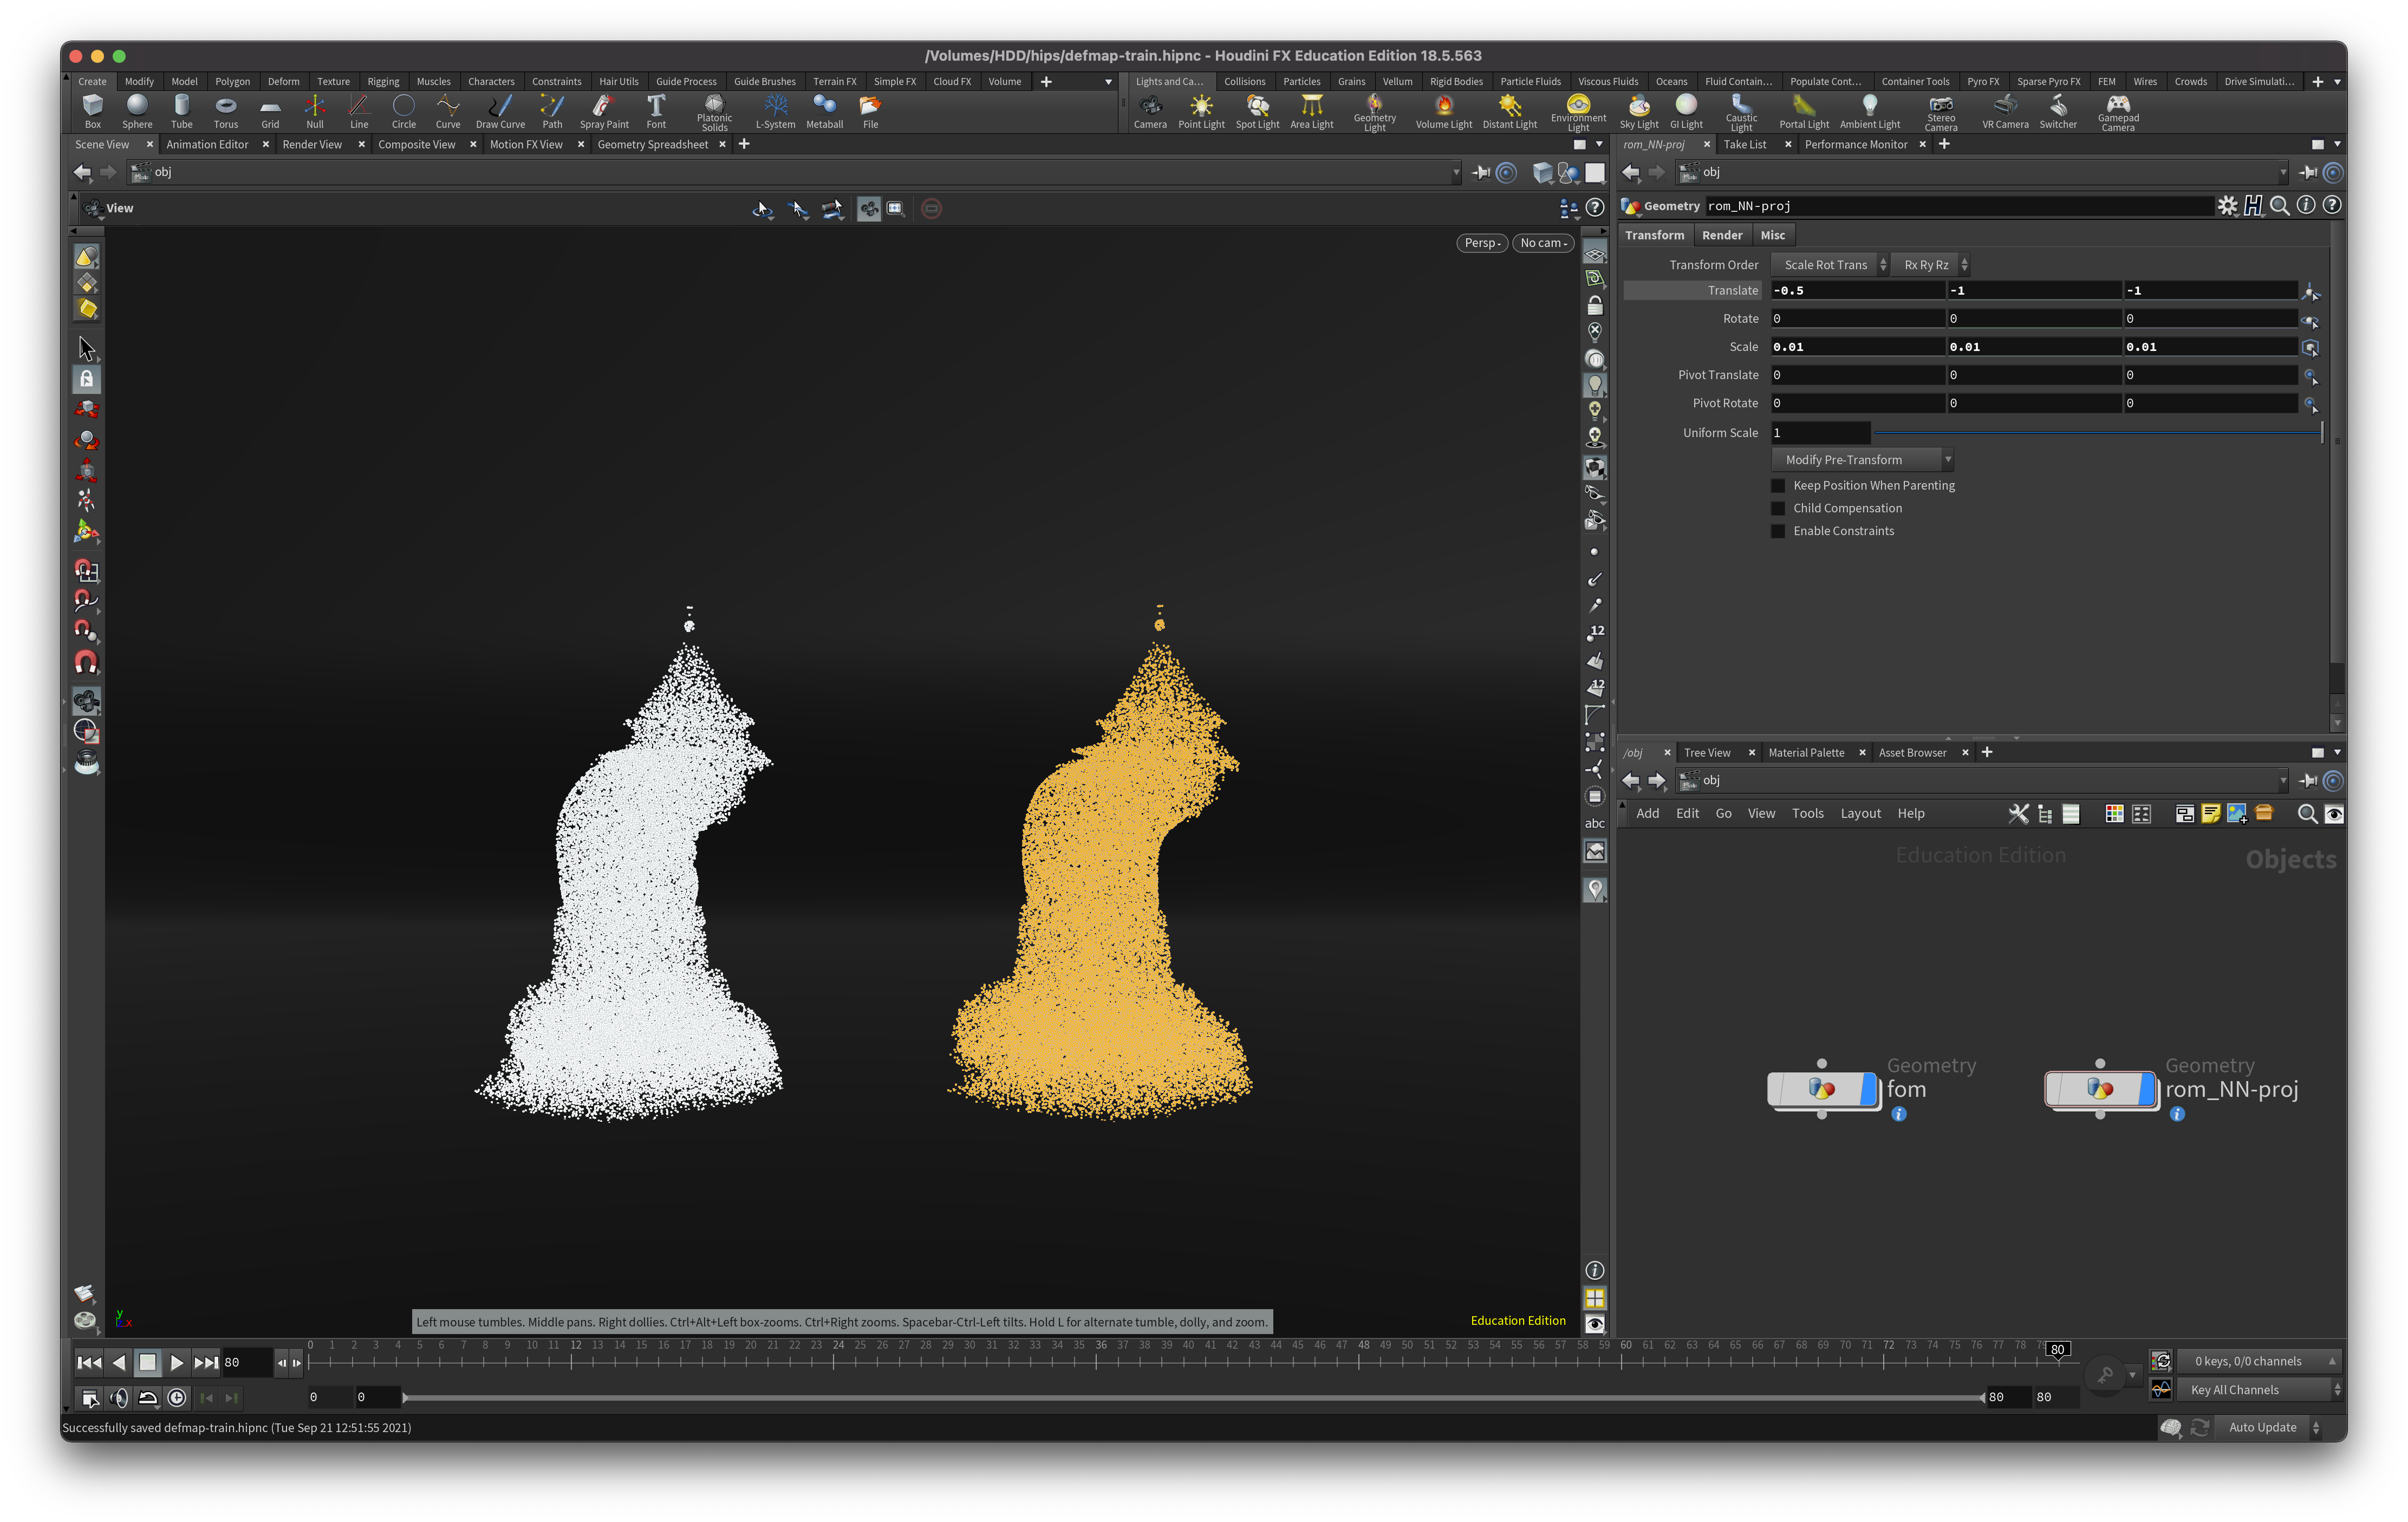 /Volumes/HDD/hips/defmap-train.hipnc - Houdini FX Education Edition 18.5.563
Create Modify Model Polygon Deform Texture Rigging Muscles Characters Constraints Hair Utils Guide Process Guide Brushes Terrain FX Simple FX Cloud FX Volume
Lights and Ca... Collisions Particles Grains Vellum Rigid Bodies Particle Fluids Viscous Fluids Oceans Fluid Contain... Populate Cont... Container Tools Pyro FX Sparse Pyro FX FEM Wires Crowds Drive Simulati...
Box Sphere Tube Torus Grid Null Line Circle Curve Draw Curve Path Spray Paint Font Platonic Solids L-System Metaball File
Camera Point Light Spot Light Area Light Geometry Light Volume Light Distant Light Environment Light Sky Light GI Light Caustic Light Portal Light Ambient Light Stereo Camera VR Camera Switcher Gamepad Camera
Scene View Animation Editor Render View Composite View Motion FX View Geometry Spreadsheet
rom_NN-proj Take List Performance Monitor
obj
obj
View
Geometry rom_NN-proj
Persp No cam
Transform Render Misc
Transform Order Scale Rot Trans Rx Ry Rz
Translate -0.5 -1 -1
Rotate 0 0 0
Scale 0.01 0.01 0.01
Pivot Translate 0 0 0
Pivot Rotate 0 0 0
Uniform Scale 1
Modify Pre-Transform
Keep Position When Parenting
Child Compensation
Enable Constraints
12
12
abc
/obj Tree View Material Palette Asset Browser
obj
Add Edit Go View Tools Layout Help
Education Edition
Objects
Geometry
fom
Geometry
rom_NN-proj
y
x
Left mouse tumbles. Middle pans. Right dollies. Ctrl+Alt+Left box-zooms. Ctrl+Right zooms. Spacebar-Ctrl-Left tilts. Hold L for alternate tumble, dolly, and zoom.
Education Edition
80
0 1 2 3 4 5 6 7 8 9 10 11 12 13 14 15 16 17 18 19 20 21 22 23 24 25 26 27 28 29 30 31 32 33 34 35 36 37 38 39 40 41 42 43 44 45 46 47 48 49 50 51 52 53 54 55 56 57 58 59 60 61 62 63 64 65 66 67 68 69 70 71 72 73 74 75 76 77 78 80
0 keys, 0/0 channels
0 0 80 80
Key All Channels
Successfully saved defmap-train.hipnc (Tue Sep 21 12:51:55 2021)
Auto Update